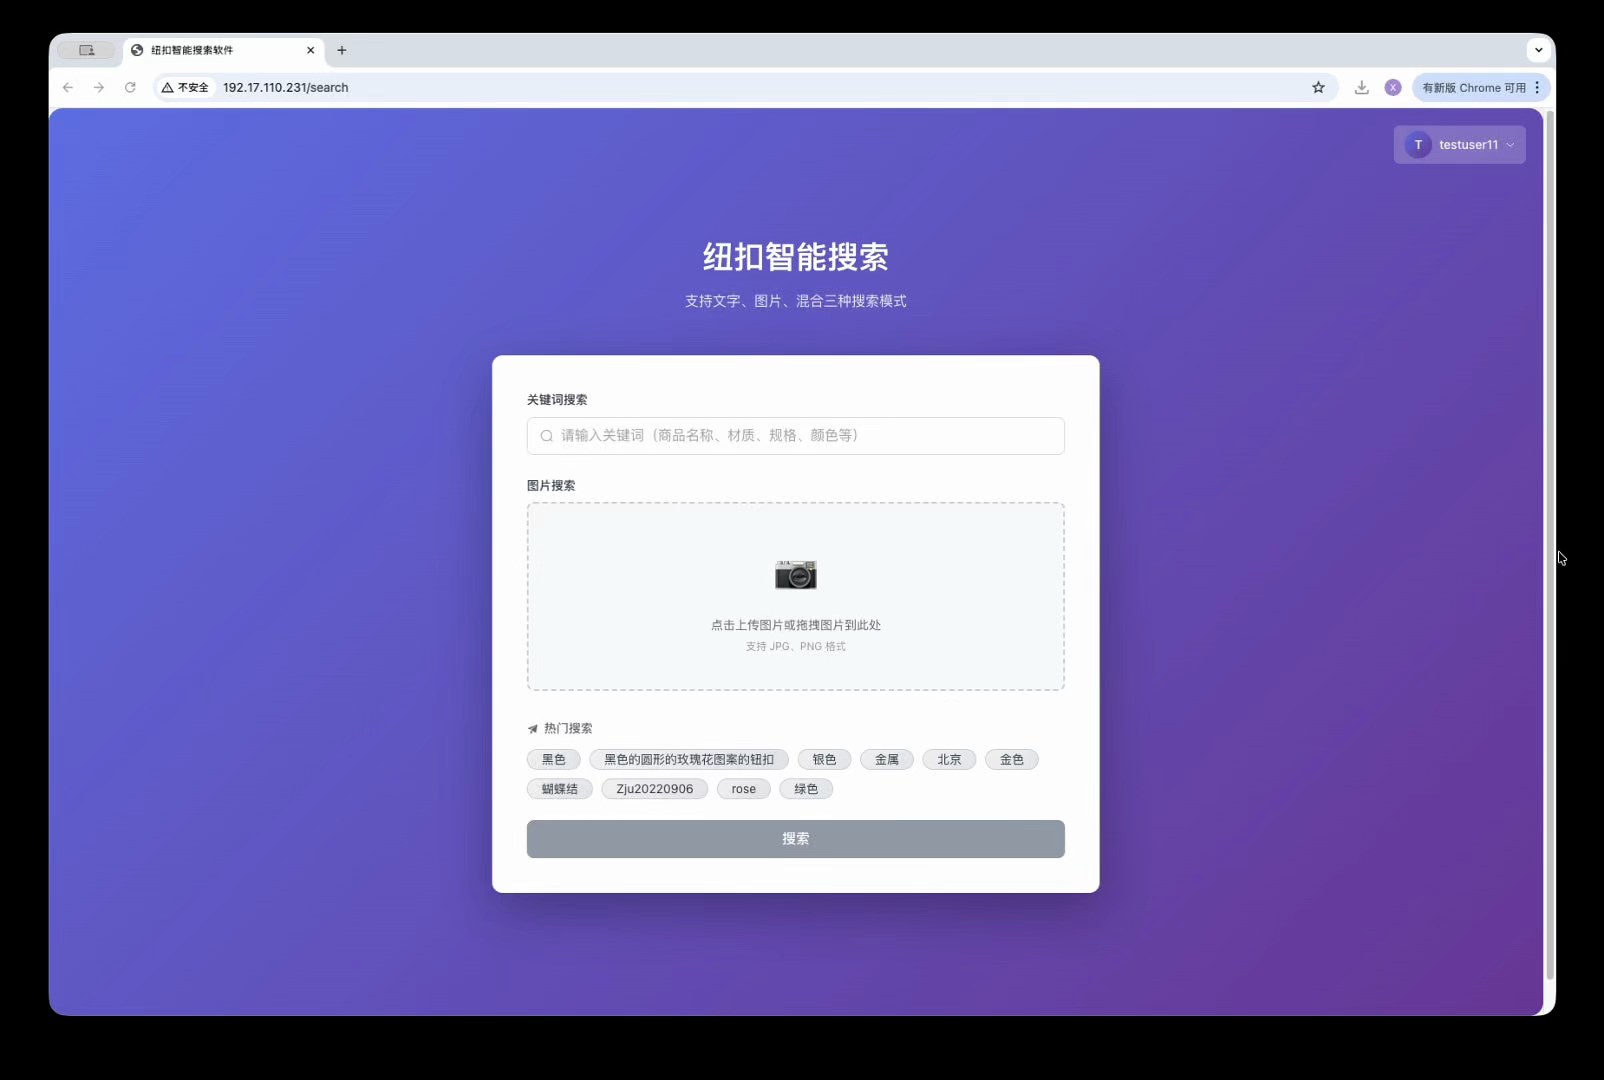 纽扣智能搜索软件
不安全
192.17.110.231/search
X
有新版 Chrome 可用
T
testuser11
纽扣智能搜索
支持文字、图片、混合三种搜索模式
关键词搜索
请输入关键词（商品名称、材质、规格、颜色等）
图片搜索
点击上传图片或拖拽图片到此处
支持 JPG、PNG 格式
热门搜索
黑色 黑色的圆形的玫瑰花图案的钮扣 银色 金属 北京 金色
蝴蝶结 Zju20220906 rose 绿色
搜索